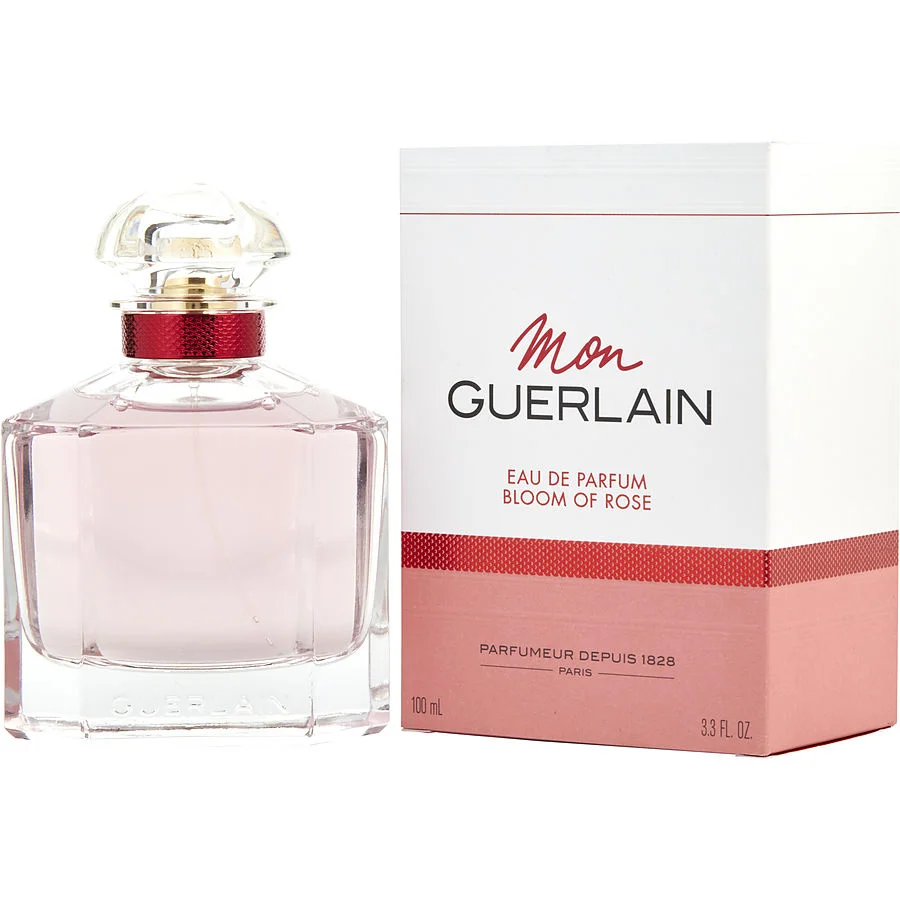 Mon
GUERLAIN
EAU DE PARFUM
BLOOM OF ROSE
PARFUMEUR DEPUIS 1828
PARIS
100 mL
3.3 FL. OZ.
GUERLAIN